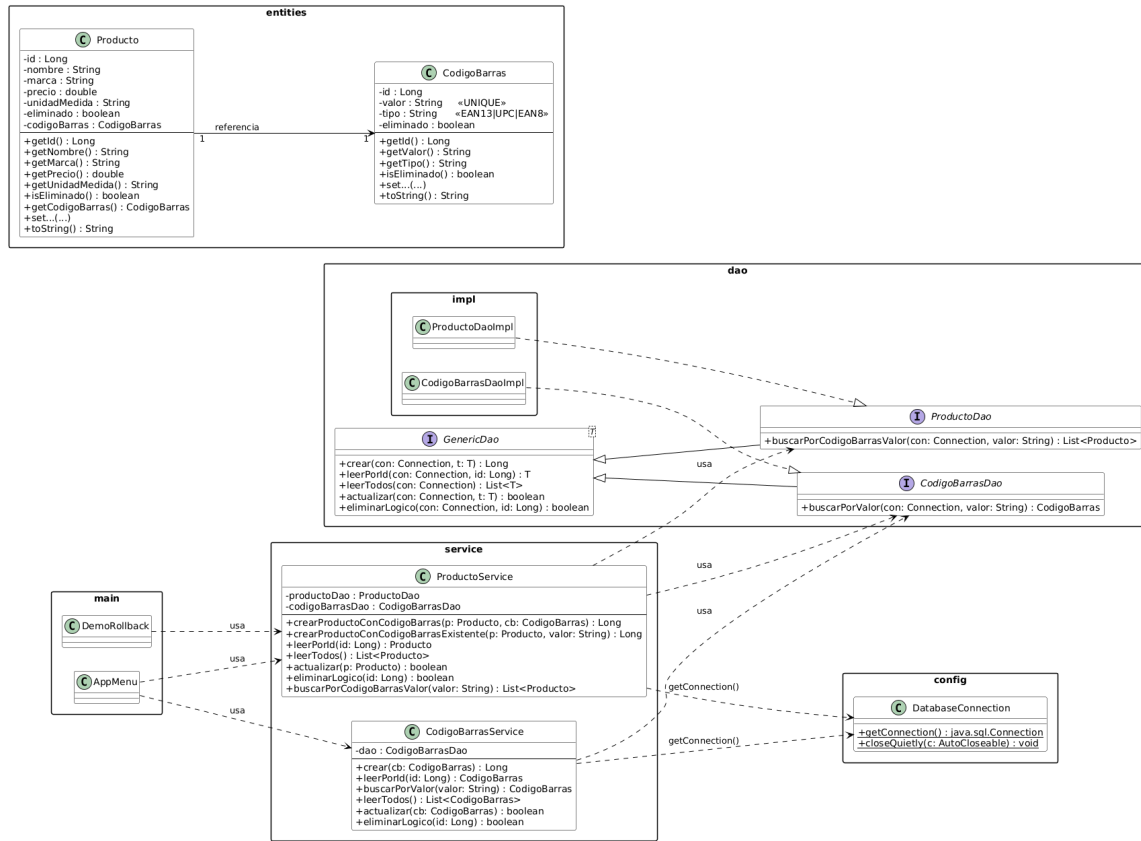 entities
C Producto
-id : Long
-nombre : String
-marca : String
-precio : double
-unidadMedida : String
-eliminado : boolean
-codigoBarras : CodigoBarras
+getId() : Long
+getNombre() : String
+getMarca() : String
+getPrecio() : double
+getUnidadMedida() : String
+isEliminado() : boolean
+getCodigoBarras() : CodigoBarras
+set...(...)
+toString() : String
referencia
1
1
C CodigoBarras
-id : Long
-valor : String «UNIQUE»
-tipo : String «EAN13|UPC|EAN8»
-eliminado : boolean
+getId() : Long
+getValor() : String
+getTipo() : String
+isEliminado() : boolean
+set...(...)
+toString() : String
dao
impl
C ProductoDaoImpl
C CodigoBarrasDaoImpl
I GenericDao
T
+crear(con: Connection, t: T) : Long
+leerPorId(con: Connection, id: Long) : T
+leerTodos(con: Connection) : List<T>
+actualizar(con: Connection, t: T) : boolean
+eliminarLogico(con: Connection, id: Long) : boolean
I ProductoDao
+buscarPorCodigoBarrasValor(con: Connection, valor: String) : List<Producto>
usa
I CodigoBarrasDao
+buscarPorValor(con: Connection, valor: String) : CodigoBarras
service
C ProductoService
-productoDao : ProductoDao
-codigoBarrasDao : CodigoBarrasDao
+crearProductoConCodigoBarras(p: Producto, cb: CodigoBarras) : Long
+crearProductoConCodigoBarrasExistente(p: Producto, valor: String) : Long
+leerPorId(id: Long) : Producto
+leerTodos() : List<Producto>
+actualizar(p: Producto) : boolean
+eliminarLogico(id: Long) : boolean
+buscarPorCodigoBarrasValor(valor: String) : List<Producto>
usa
usa
main
C DemoRollback
C AppMenu
usa
usa
usa
C CodigoBarrasService
-dao : CodigoBarrasDao
+crear(cb: CodigoBarras) : Long
+leerPorId(id: Long) : CodigoBarras
+buscarPorValor(valor: String) : CodigoBarras
+leerTodos() : List<CodigoBarras>
+actualizar(cb: CodigoBarras) : boolean
+eliminarLogico(id: Long) : boolean
getConnection()
getConnection()
config
C DatabaseConnection
+getConnection() : java.sql.Connection
+closeQuietly(c: AutoCloseable) : void